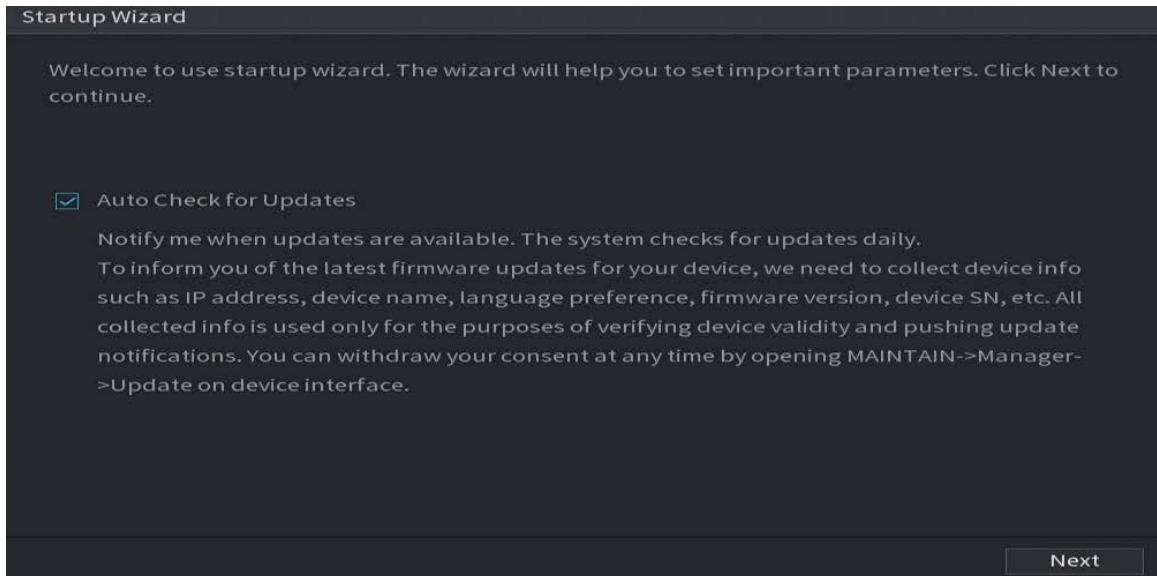 Startup Wizard
Welcome to use startup wizard. The wizard will help you to set important parameters. Click Next to
continue.
Auto Check for Updates
Notify me when updates are available. The system checks for updates daily.
To inform you of the latest firmware updates for your device, we need to collect device info
such as IP address, device name, language preference, firmware version, device SN, etc. All
collected info is used only for the purposes of verifying device validity and pushing update
notifications. You can withdraw your consent at any time by opening MAINTAIN->Manager-
>Update on device interface.
Next